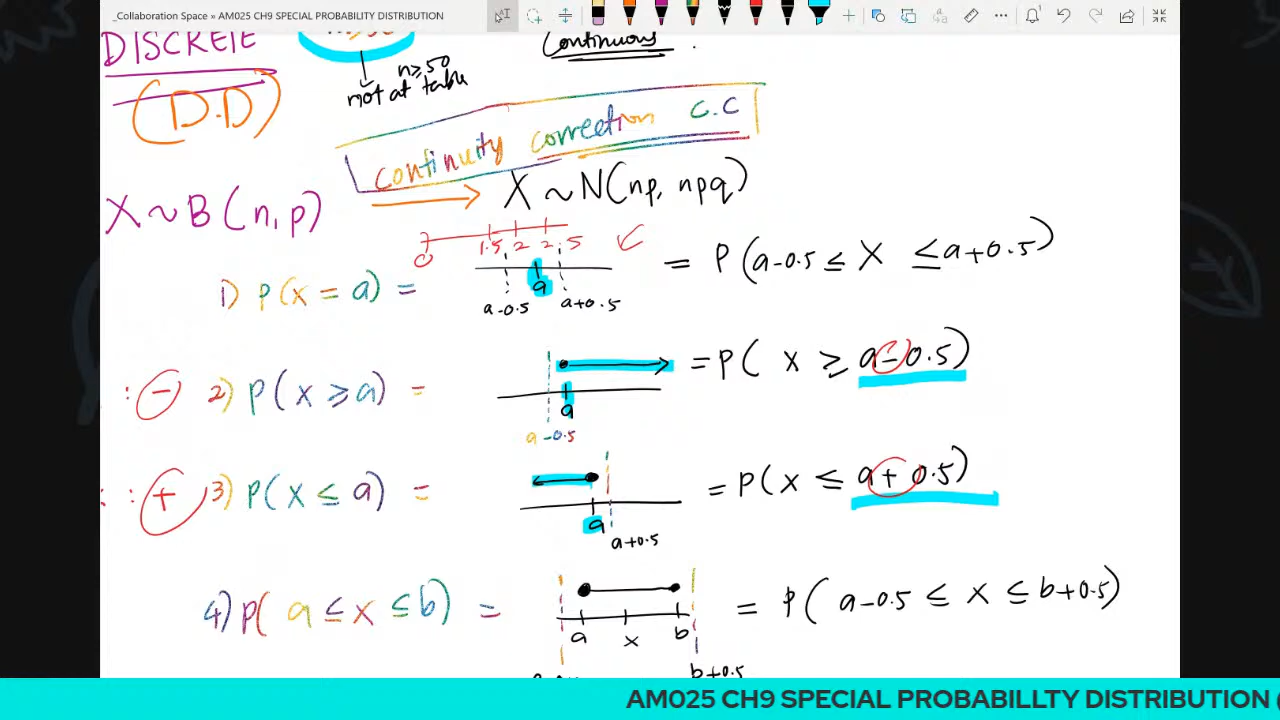 _Collaboration Space » AM025 CH9 SPECIAL PROBABILITY DISTRIBUTION
DISCRETE
(D.D)
Continuous
n≥50
not at table
continuity correction C.C
X~B(n,p)
X~N(np, npq)
0 1.5 2 2.5
1) P(x = a) =
a-0.5 a a+0.5
= P(a-0.5 ≤ X ≤ a+0.5)
: - 2) P(x ≥ a) =
a
a-0.5
= P( X ≥ a-0.5)
: + 3) P(x ≤ a) =
a
a+0.5
= P(x ≤ a+0.5)
4) P( a ≤ x ≤ b) =
a x b
b+0.5
= P( a-0.5 ≤ x ≤ b+0.5)
AM025 CH9 SPECIAL PROBABILLTY DISTRIBUTION (